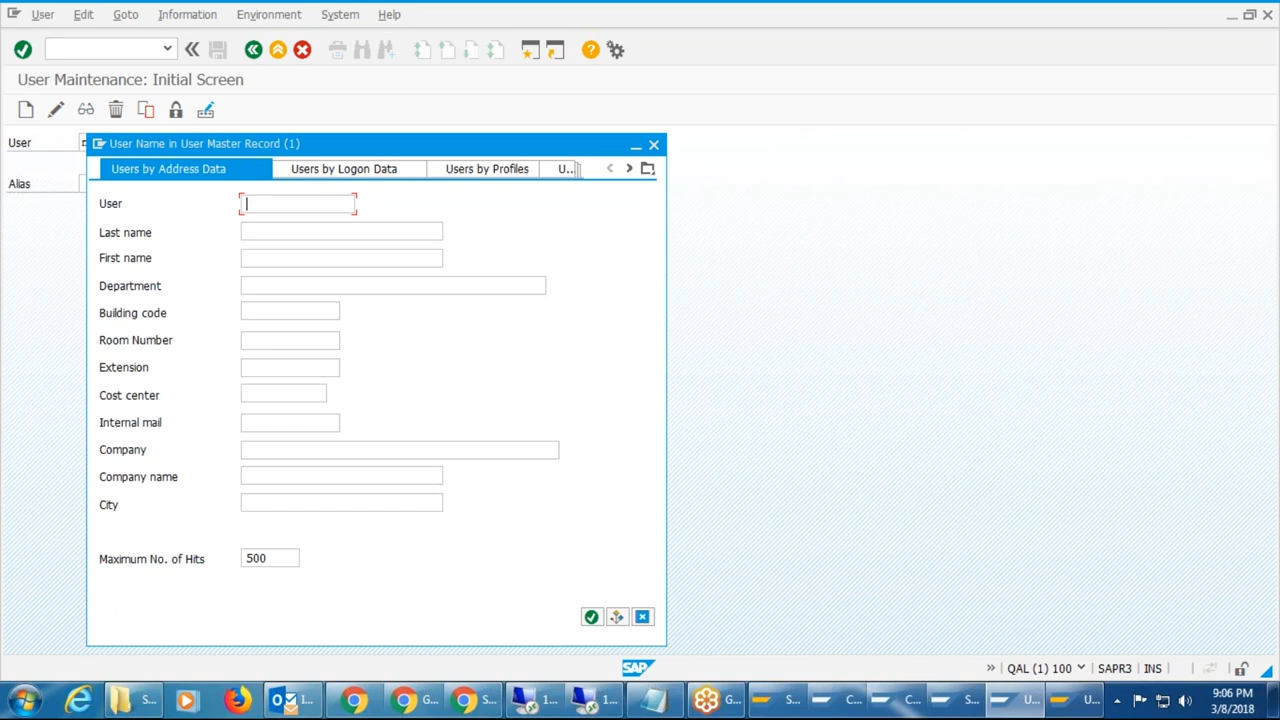 User Edit Goto Information Environment System Help
User Maintenance: Initial Screen
User
Alias
User Name in User Master Record (1)
Users by Address Data Users by Logon Data Users by Profiles U..
User
Last name
First name
Department
Building code
Room Number
Extension
Cost center
Internal mail
Company
Company name
City
Maximum No. of Hits 500
SAP QAL (1) 100 SAPR3 INS
S... I... G... S... 1... 1... G... S... C... C... S... U... U... 9:06 PM
3/8/2018